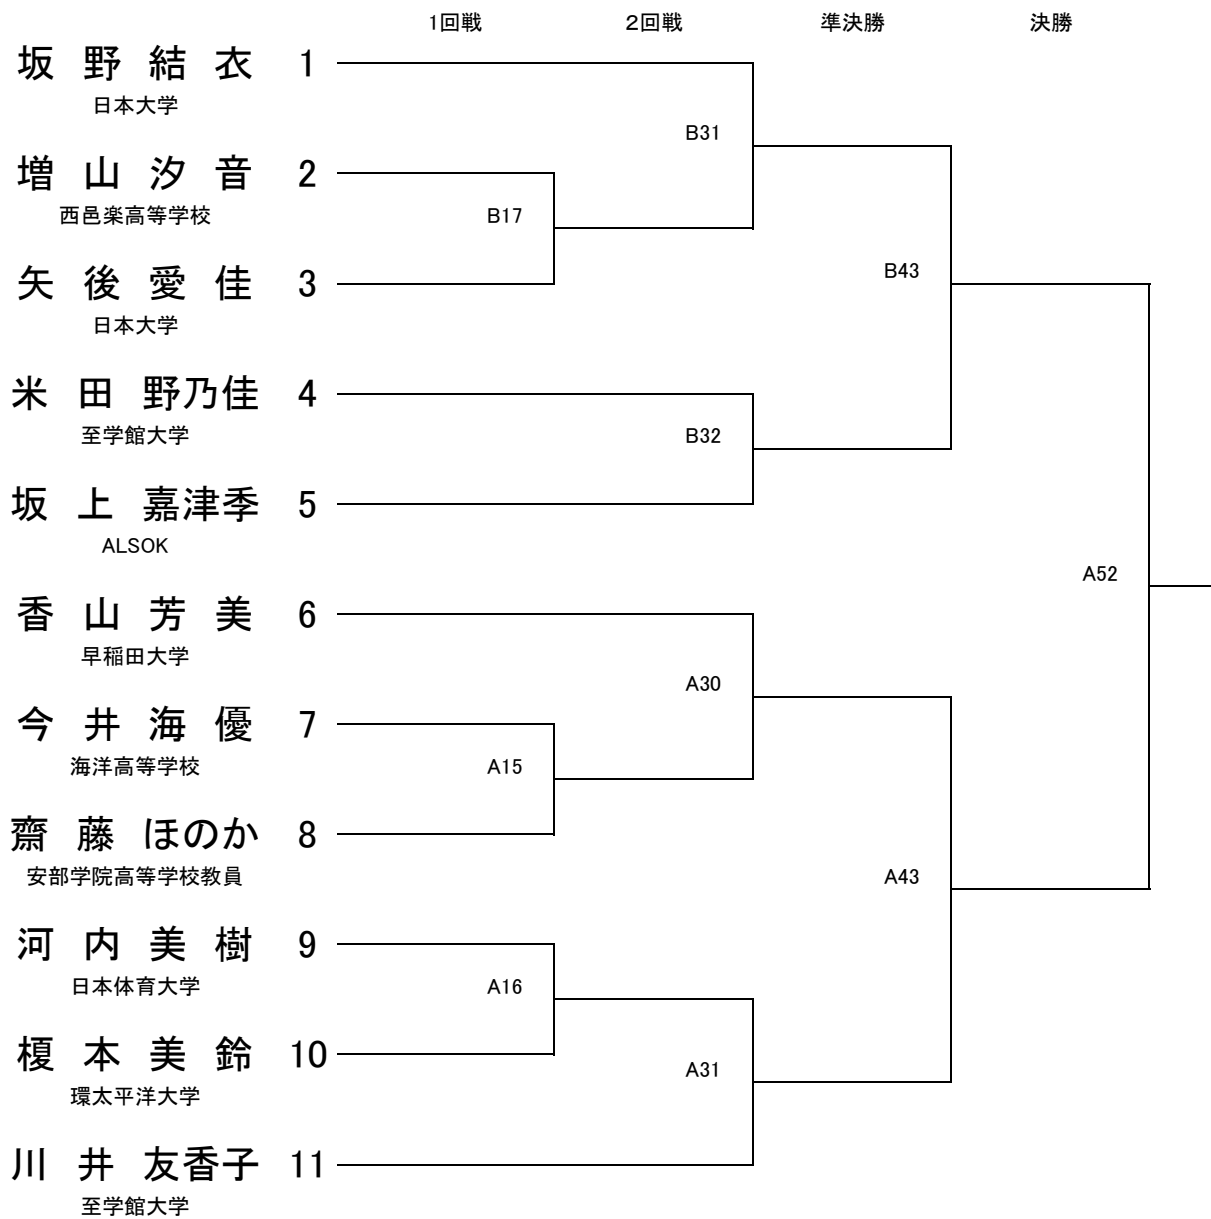 1回戦 2回戦 準決勝 決勝
坂野結衣 1
日本大学
B31
増山汐音 2
西邑楽高等学校
B17
矢後愛佳 3
日本大学
B43
米田野乃佳 4
至学館大学
B32
坂上嘉津季 5
ALSOK
A52
香山芳美 6
早稲田大学
A30
今井海優 7
海洋高等学校
A15
齋藤ほのか 8
安部学院高等学校教員
A43
河内美樹 9
日本体育大学
A16
榎本美鈴 10
環太平洋大学
A31
川井友香子 11
至学館大学